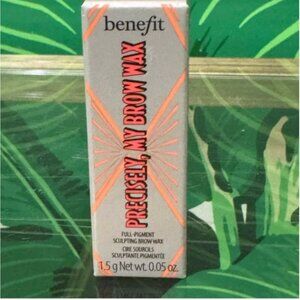 benefit
PRECISELY, MY BROW WAX
FULL-PIGMENT
SCULPTING BROW WAX
CIRE SOURCILS
SCULPTANTE PIGMENTÉE
1.5 g Net wt. 0.05 oz.